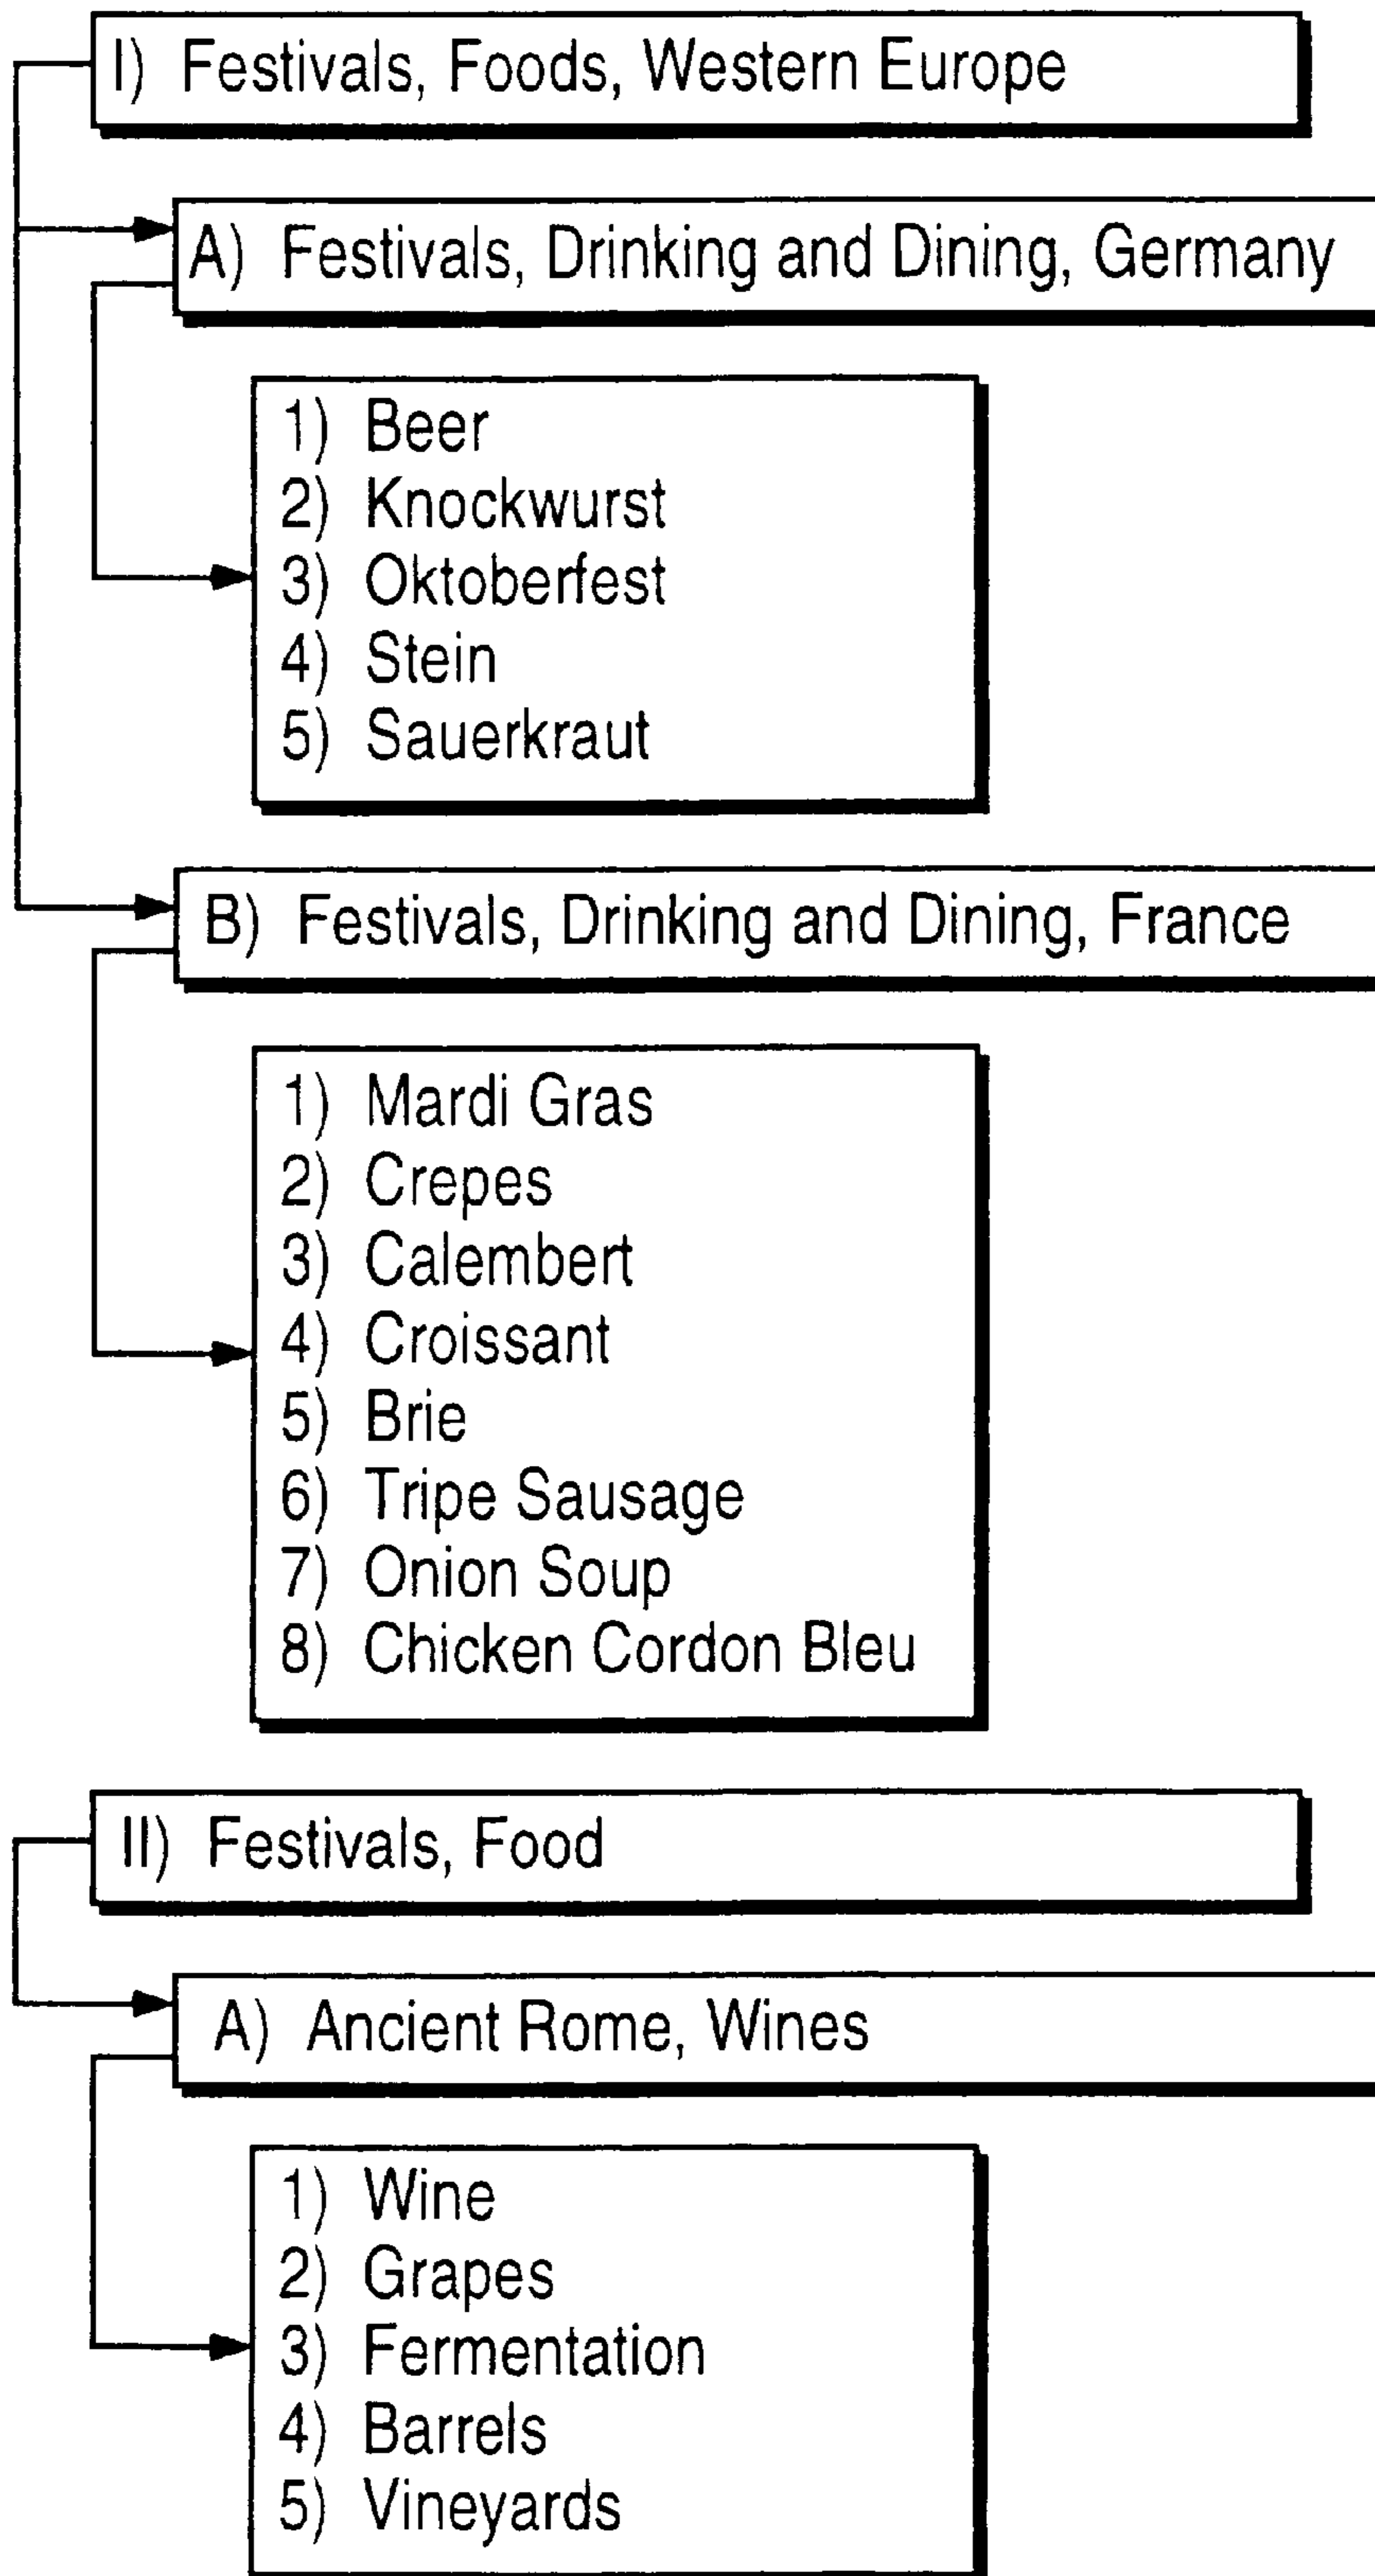 I) Festivals, Foods, Western Europe
A) Festivals, Drinking and Dining, Germany
1) Beer
2) Knockwurst
3) Oktoberfest
4) Stein
5) Sauerkraut
B) Festivals, Drinking and Dining, France
1) Mardi Gras
2) Crepes
3) Calembert
4) Croissant
5) Brie
6) Tripe Sausage
7) Onion Soup
8) Chicken Cordon Bleu
II) Festivals, Food
A) Ancient Rome, Wines
1) Wine
2) Grapes
3) Fermentation
4) Barrels
5) Vineyards